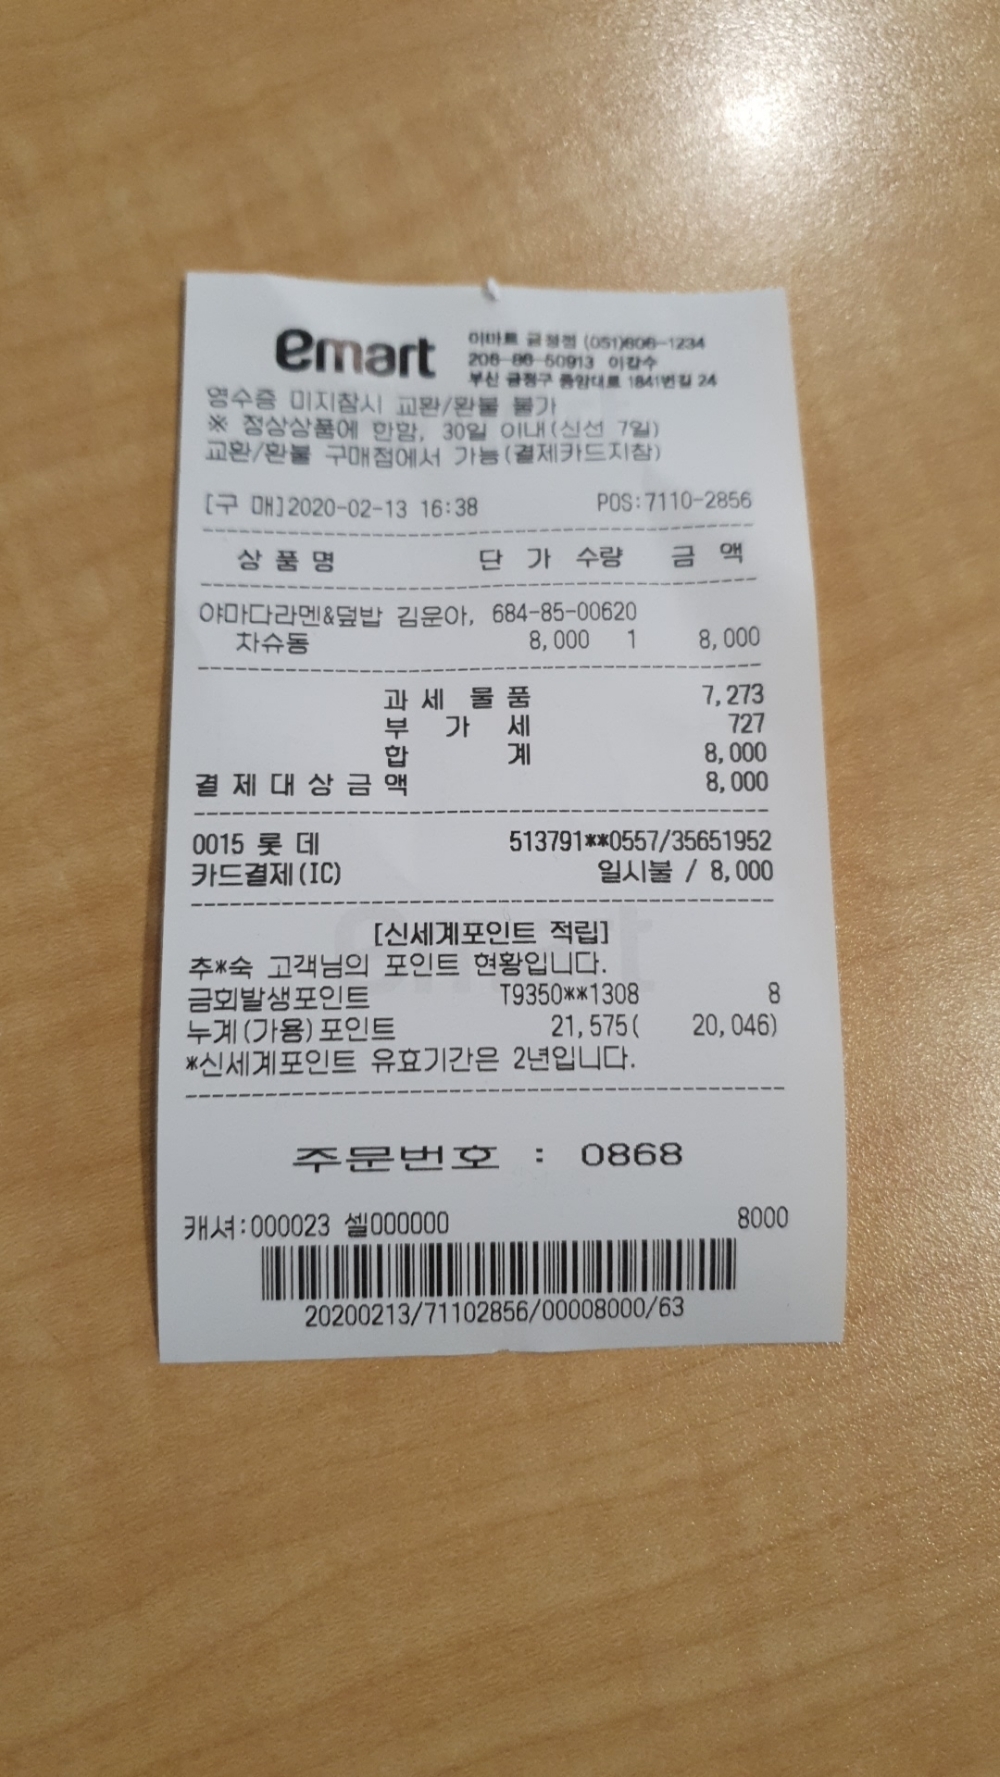 emart
이마트 금정점 (051)606-1234
206-86-50913 이갑수
부산 금정구 중앙대로 1841번길 24
영수증 미지참시 교환/환불 불가
※ 정상상품에 한함, 30일 이내(신선 7일)
교환/환불 구매점에서 가능(결제카드지참)
[구 매]2020-02-13 16:38 POS:7110-2856
상 품 명 단 가 수량 금 액
야마다라멘&덮밥 김운아, 684-85-00620
차슈동 8,000 1 8,000
과 세 물 품 7,273
부 가 세 727
합 계 8,000
결 제 대 상 금 액 8,000
0015 롯 데 513791**0557/35651952
카드결제(IC) 일시불 / 8,000
[신세계포인트 적립]
추*숙 고객님의 포인트 현황입니다.
금회발생포인트 T9350**1308 8
누계(가용)포인트 21,575( 20,046)
*신세계포인트 유효기간은 2년입니다.
주문번호 : 0868
캐셔:000023 셀000000 8000
20200213/71102856/00008000/63